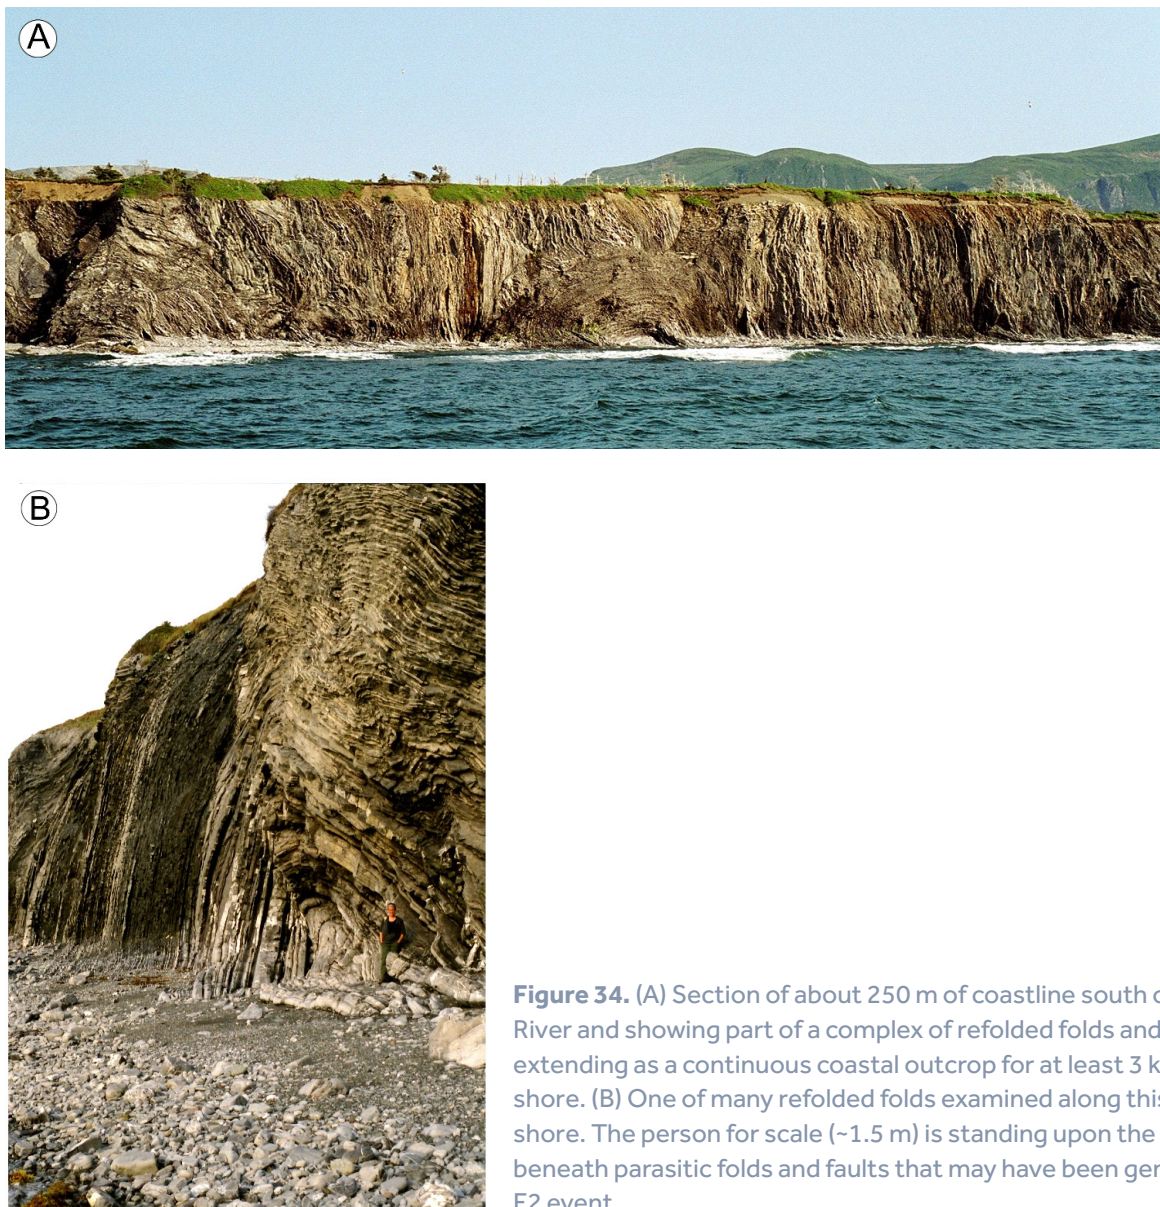 A
B
Figure 34. (A) Section of about 250 m of coastline south
River and showing part of a complex of refolded folds and
extending as a continuous coastal outcrop for at least 3
shore. (B) One of many refolded folds examined along
shore. The person for scale (~1.5 m) is standing upon the
beneath parasitic folds and faults that may have been
F2 event